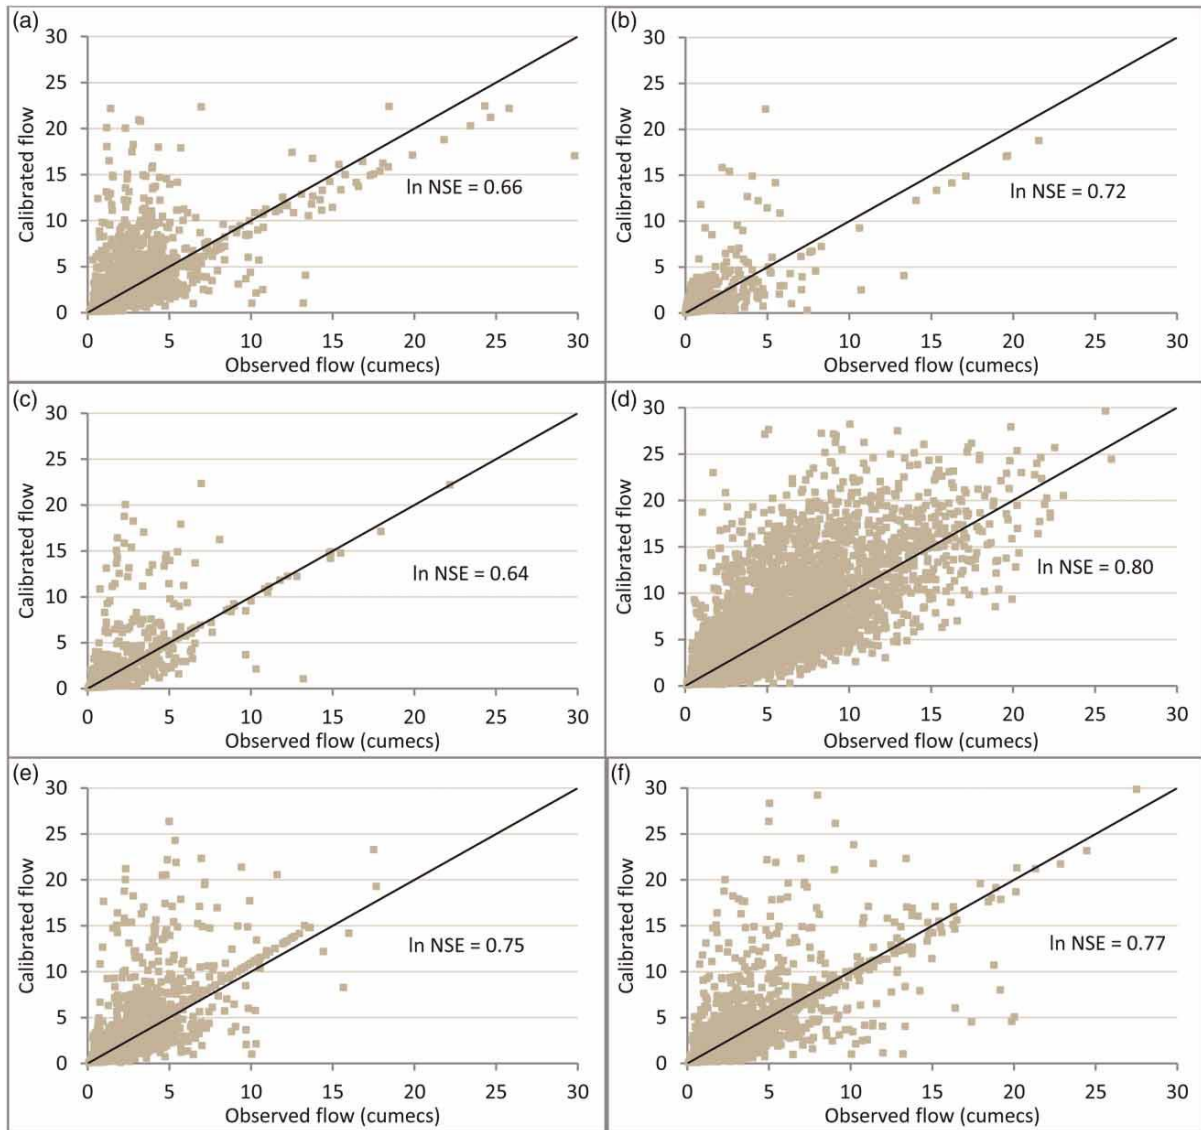 (a)
30
25
20
15
10
5
0
Calibrated flow
ln NSE = 0.66
0 5 10 15 20 25 30
Observed flow (cumecs)
(b)
30
25
20
15
10
5
0
Calibrated flow
ln NSE = 0.72
0 5 10 15 20 25 30
Observed flow (cumecs)
(c)
30
25
20
15
10
5
0
Calibrated flow
ln NSE = 0.64
0 5 10 15 20 25 30
Observed flow (cumecs)
(d)
30
25
20
15
10
5
0
Calibrated flow
ln NSE = 0.80
0 5 10 15 20 25 30
Observed flow (cumecs)
(e)
30
25
20
15
10
5
0
Calibrated flow
ln NSE = 0.75
0 5 10 15 20 25 30
Observed flow (cumecs)
(f)
30
25
20
15
10
5
0
Calibrated flow
ln NSE = 0.77
0 5 10 15 20 25 30
Observed flow (cumecs)